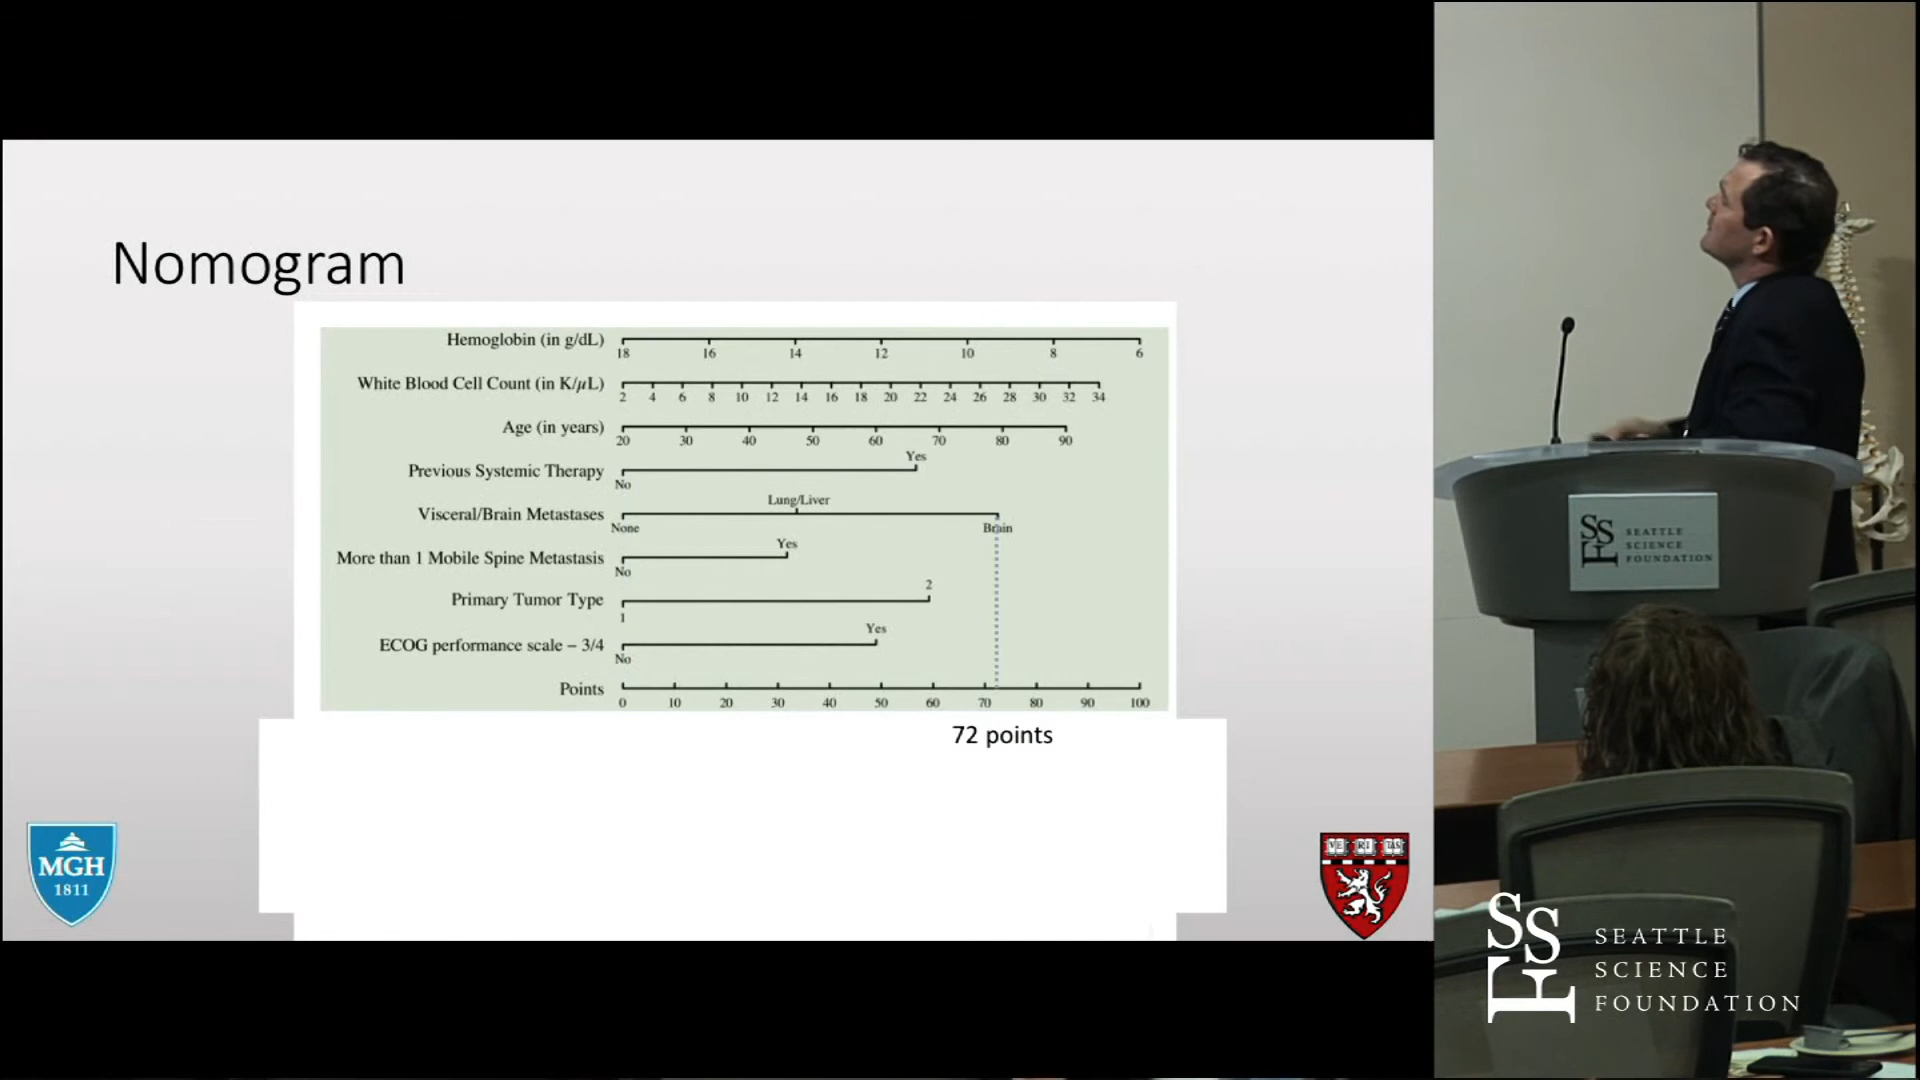 Nomogram
Hemoglobin (in g/dL)
18 16 14 12 10 8 6
White Blood Cell Count (in K/μL)
2 4 6 8 10 12 14 16 18 20 22 24 26 28 30 32 34
Age (in years)
20 30 40 50 60 70 80 90
Yes
Previous Systemic Therapy
No
Lung/Liver
Visceral/Brain Metastases
None Brain
Yes
More than 1 Mobile Spine Metastasis
No
2
Primary Tumor Type
1
Yes
ECOG performance scale – 3/4
No
Points
0 10 20 30 40 50 60 70 80 90 100
72 points
MGH
1811
VE RI TAS
SSF
SEATTLE
SCIENCE
FOUNDATION
SSF
SEATTLE
SCIENCE
FOUNDATION